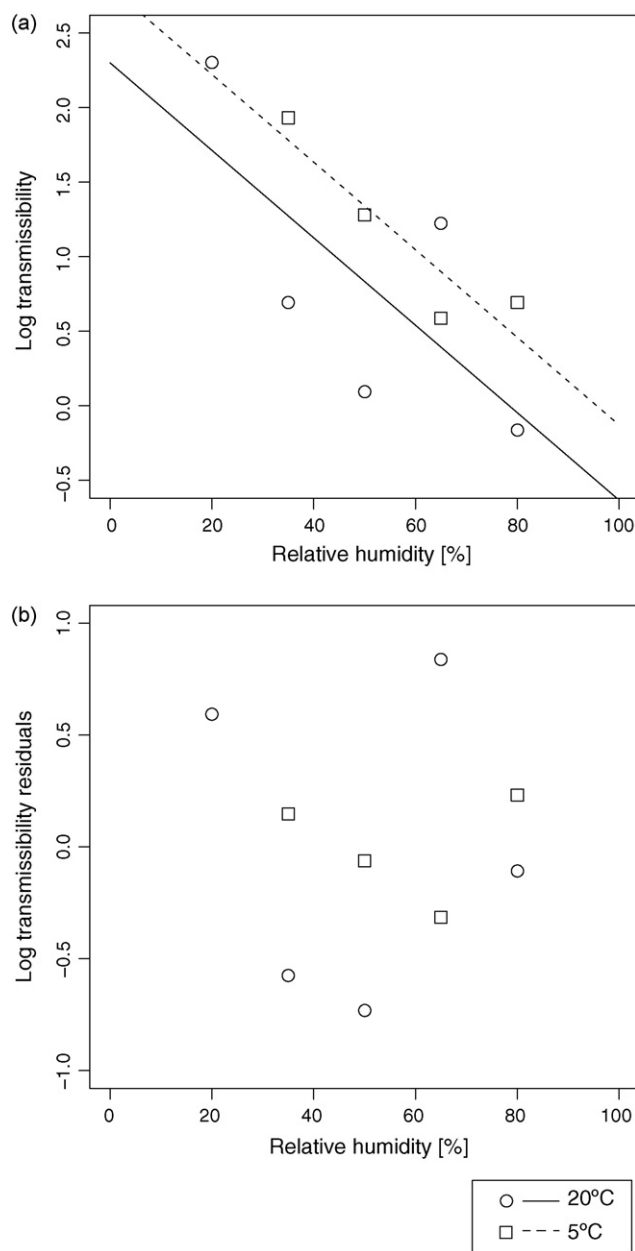 (a)
2.5
2.0
1.5
1.0
0.5
0.0
−0.5
Log transmissibility
0 20 40 60 80 100
Relative humidity [%]
(b)
1.0
0.5
0.0
−0.5
−1.0
Log transmissibility residuals
0 20 40 60 80 100
Relative humidity [%]
20ºC
5ºC